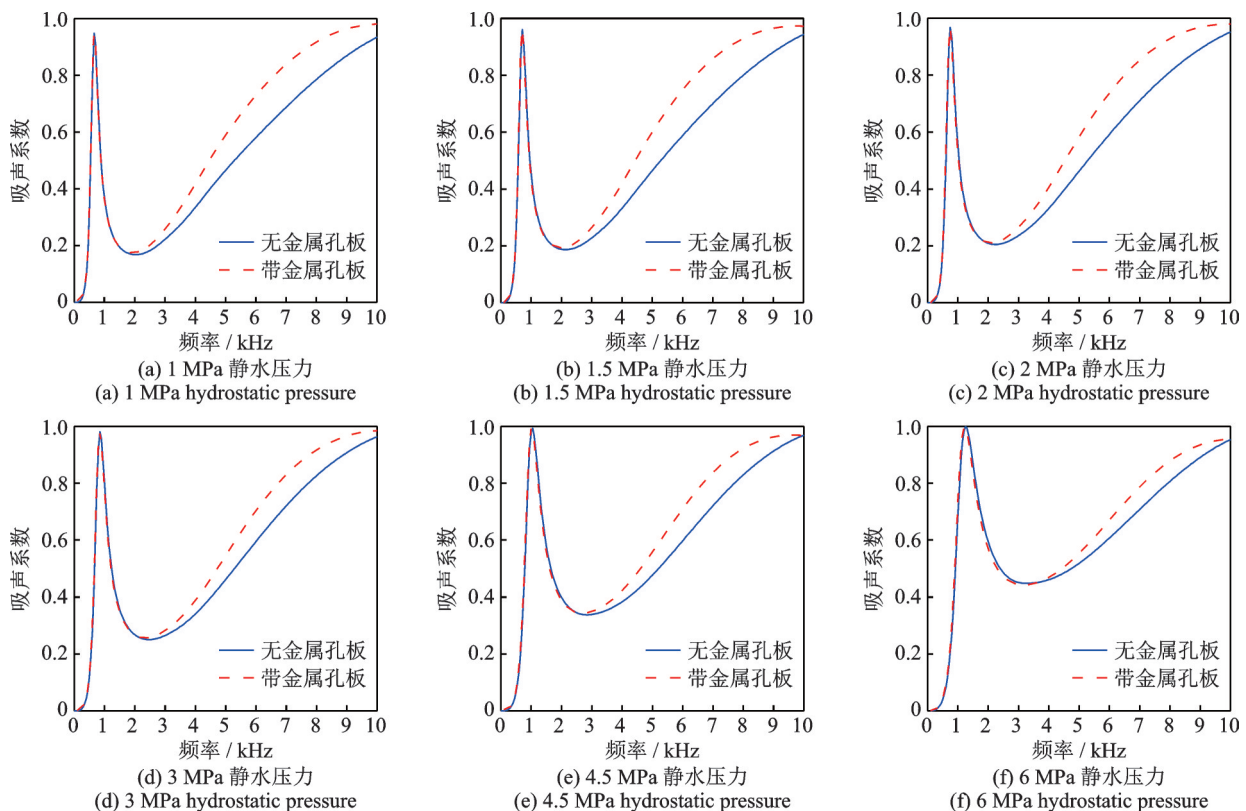 1.0
0.8
0.6
0.4
0.2
0
吸声系数
无金属孔板
带金属孔板
0 1 2 3 4 5 6 7 8 9 10
频率 / kHz
(a) 1 MPa 静水压力
(a) 1 MPa hydrostatic pressure
1.0
0.8
0.6
0.4
0.2
0
吸声系数
无金属孔板
带金属孔板
0 1 2 3 4 5 6 7 8 9 10
频率 / kHz
(b) 1.5 MPa 静水压力
(b) 1.5 MPa hydrostatic pressure
1.0
0.8
0.6
0.4
0.2
0
吸声系数
无金属孔板
带金属孔板
0 1 2 3 4 5 6 7 8 9 10
频率 / kHz
(c) 2 MPa 静水压力
(c) 2 MPa hydrostatic pressure
1.0
0.8
0.6
0.4
0.2
0
吸声系数
无金属孔板
带金属孔板
0 1 2 3 4 5 6 7 8 9 10
频率 / kHz
(d) 3 MPa 静水压力
(d) 3 MPa hydrostatic pressure
1.0
0.8
0.6
0.4
0.2
0
吸声系数
无金属孔板
带金属孔板
0 1 2 3 4 5 6 7 8 9 10
频率 / kHz
(e) 4.5 MPa 静水压力
(e) 4.5 MPa hydrostatic pressure
1.0
0.8
0.6
0.4
0.2
0
吸声系数
无金属孔板
带金属孔板
0 1 2 3 4 5 6 7 8 9 10
频率 / kHz
(f) 6 MPa 静水压力
(f) 6 MPa hydrostatic pressure